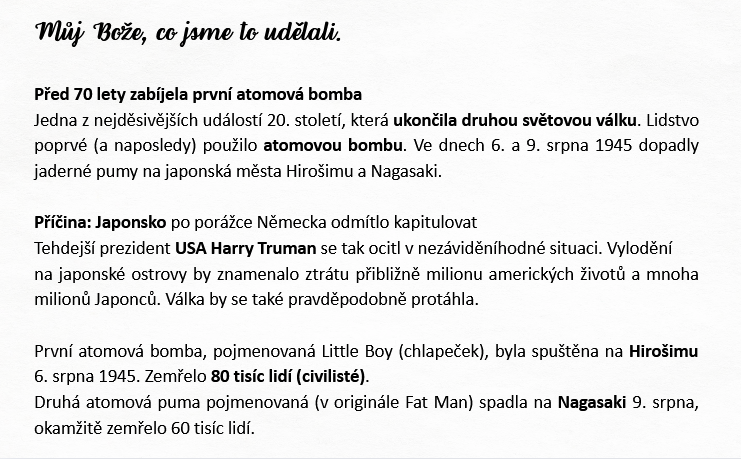 Můj Bože, co jsme to udělali.
Před 70 lety zabíjela první atomová bomba
Jedna z nejděsivějších událostí 20. století, která ukončila druhou světovou válku. Lidstvo
poprvé (a naposledy) použilo atomovou bombu. Ve dnech 6. a 9. srpna 1945 dopadly
jaderné pumy na japonská města Hirošimu a Nagasaki.
Příčina: Japonsko po porážce Německa odmítlo kapitulovat
Tehdejší prezident USA Harry Truman se tak ocitl v nezáviděníhodné situaci. Vylodění
na japonské ostrovy by znamenalo ztrátu přibližně milionu amerických životů a mnoha
milionů Japonců. Válka by se také pravděpodobně protáhla.
První atomová bomba, pojmenovaná Little Boy (chlapeček), byla spuštěna na Hirošimu
6. srpna 1945. Zemřelo 80 tisíc lidí (civilisté).
Druhá atomová puma pojmenovaná (v originále Fat Man) spadla na Nagasaki 9. srpna,
okamžitě zemřelo 60 tisíc lidí.